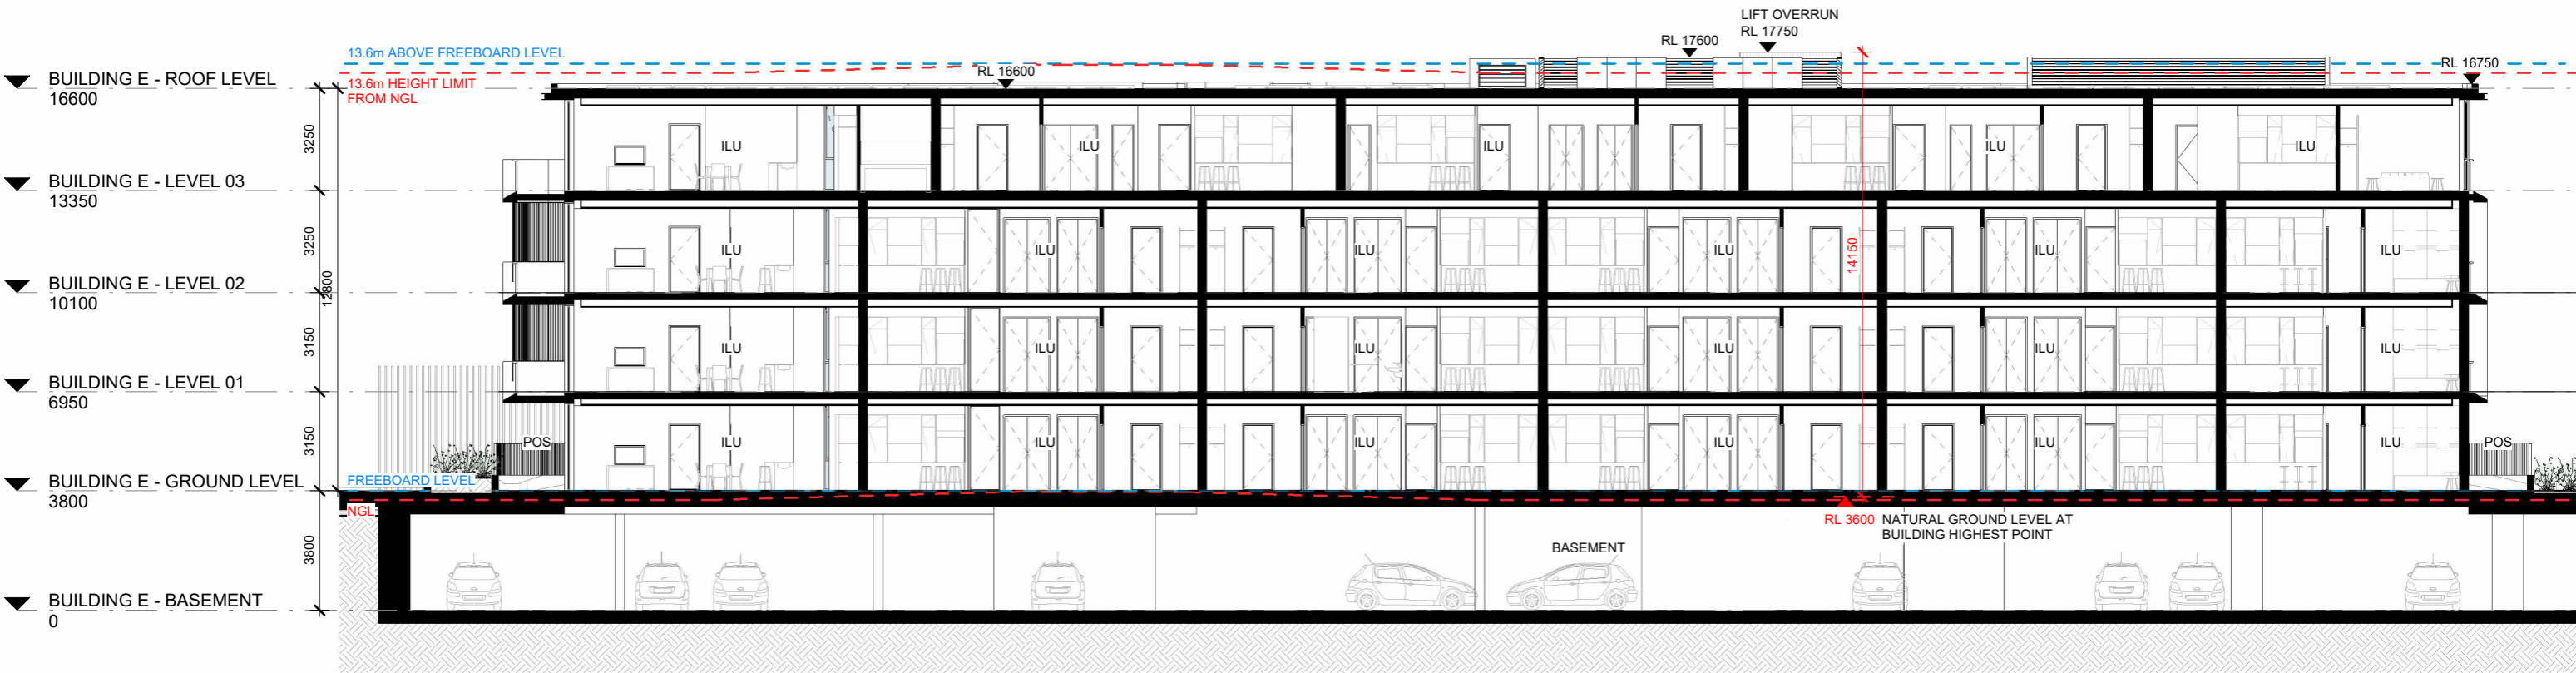 LIFT OVERRUN
RL 17750
RL 17600
13.6m ABOVE FREEBOARD LEVEL
RL 16600
RL 16750
BUILDING E - ROOF LEVEL
16600
13.6m HEIGHT LIMIT
FROM NGL
3250
ILU
ILU
ILU
ILU
ILU
BUILDING E - LEVEL 03
13350
3250
ILU
ILU
ILU
ILU
ILU
ILU
14150
BUILDING E - LEVEL 02
10100
12800
3150
ILU
ILU
ILU
ILU
ILU
ILU
BUILDING E - LEVEL 01
6950
3150
POS
ILU
ILU
ILU
ILU
ILU
ILU
POS
BUILDING E - GROUND LEVEL
3800
FREEBOARD LEVEL
NGL
RL 3600
NATURAL GROUND LEVEL AT
BUILDING HIGHEST POINT
3800
BASEMENT
BUILDING E - BASEMENT
0